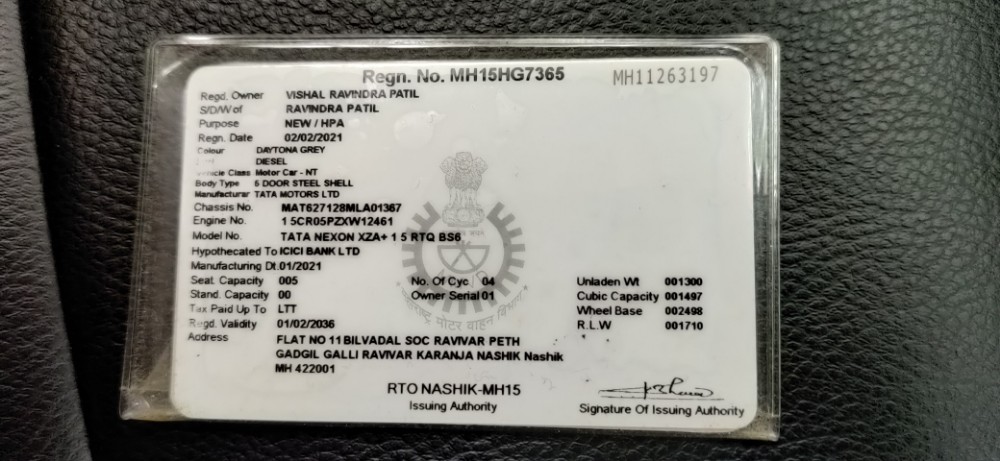 Regn. No. MH15HG7365 MH11263197
Regd. Owner VISHAL RAVINDRA PATIL
S/D/W of RAVINDRA PATIL
Purpose NEW / HPA
Regn. Date 02/02/2021
Colour DAYTONA GREY
DIESEL
Vehicle Class Motor Car - NT
Body Type 5 DOOR STEEL SHELL
Manufacturar TATA MOTORS LTD
Chassis No. MAT627128MLA01367
Engine No. 1 5CR05PZXW12461
Model No. TATA NEXON XZA+ 1 5 RTQ BS6
Hypothecated To ICICI BANK LTD
Manufacturing Dt.01/2021
Seat Capacity 005 No. Of Cyc 04 Unladen Wt 001300
Stand. Capacity 00 Owner Serial 01 Cubic Capacity 001497
Tax Paid Up To LTT Wheel Base 002498
Regd. Validity 01/02/2036 R.L.W 001710
Address FLAT NO 11 BILVADAL SOC RAVIVAR PETH
GADGIL GALLI RAVIVAR KARANJA NASHIK Nashik
MH 422001
महाराष्ट्र मोटर वाहन विभाग
RTO NASHIK-MH15
Issuing Authority Signature Of Issuing Authority